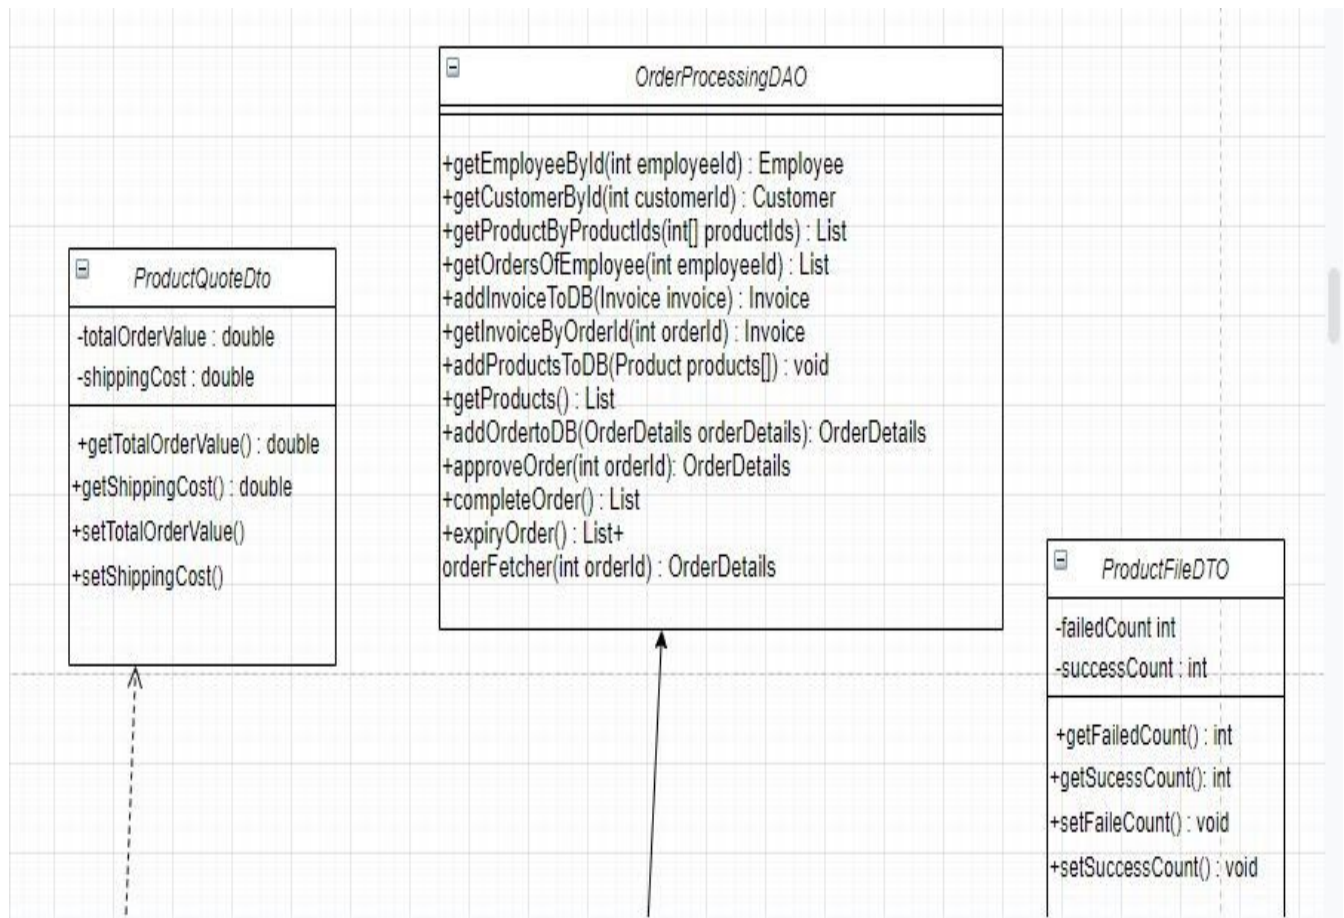 OrderProcessingDAO
+getEmployeeById(int employeeId) : Employee
+getCustomerById(int customerId) : Customer
+getProductByProductIds(int[] productIds) : List
+getOrdersOfEmployee(int employeeId) : List
+addInvoiceToDB(Invoice invoice) : Invoice
+getInvoiceByOrderId(int orderId) : Invoice
+addProductsToDB(Product products[]) : void
+getProducts() : List
+addOrdertoDB(OrderDetails orderDetails): OrderDetails
+approveOrder(int orderId): OrderDetails
+completeOrder() : List
+expiryOrder() : List+
orderFetcher(int orderId) : OrderDetails
ProductQuoteDto
-totalOrderValue : double
-shippingCost : double
+getTotalOrderValue() : double
+getShippingCost() : double
+setTotalOrderValue()
+setShippingCost()
ProductFileDTO
-failedCount int
-successCount : int
+getFailedCount() : int
+getSucessCount(): int
+setFaileCount() : void
+setSuccessCount() : void